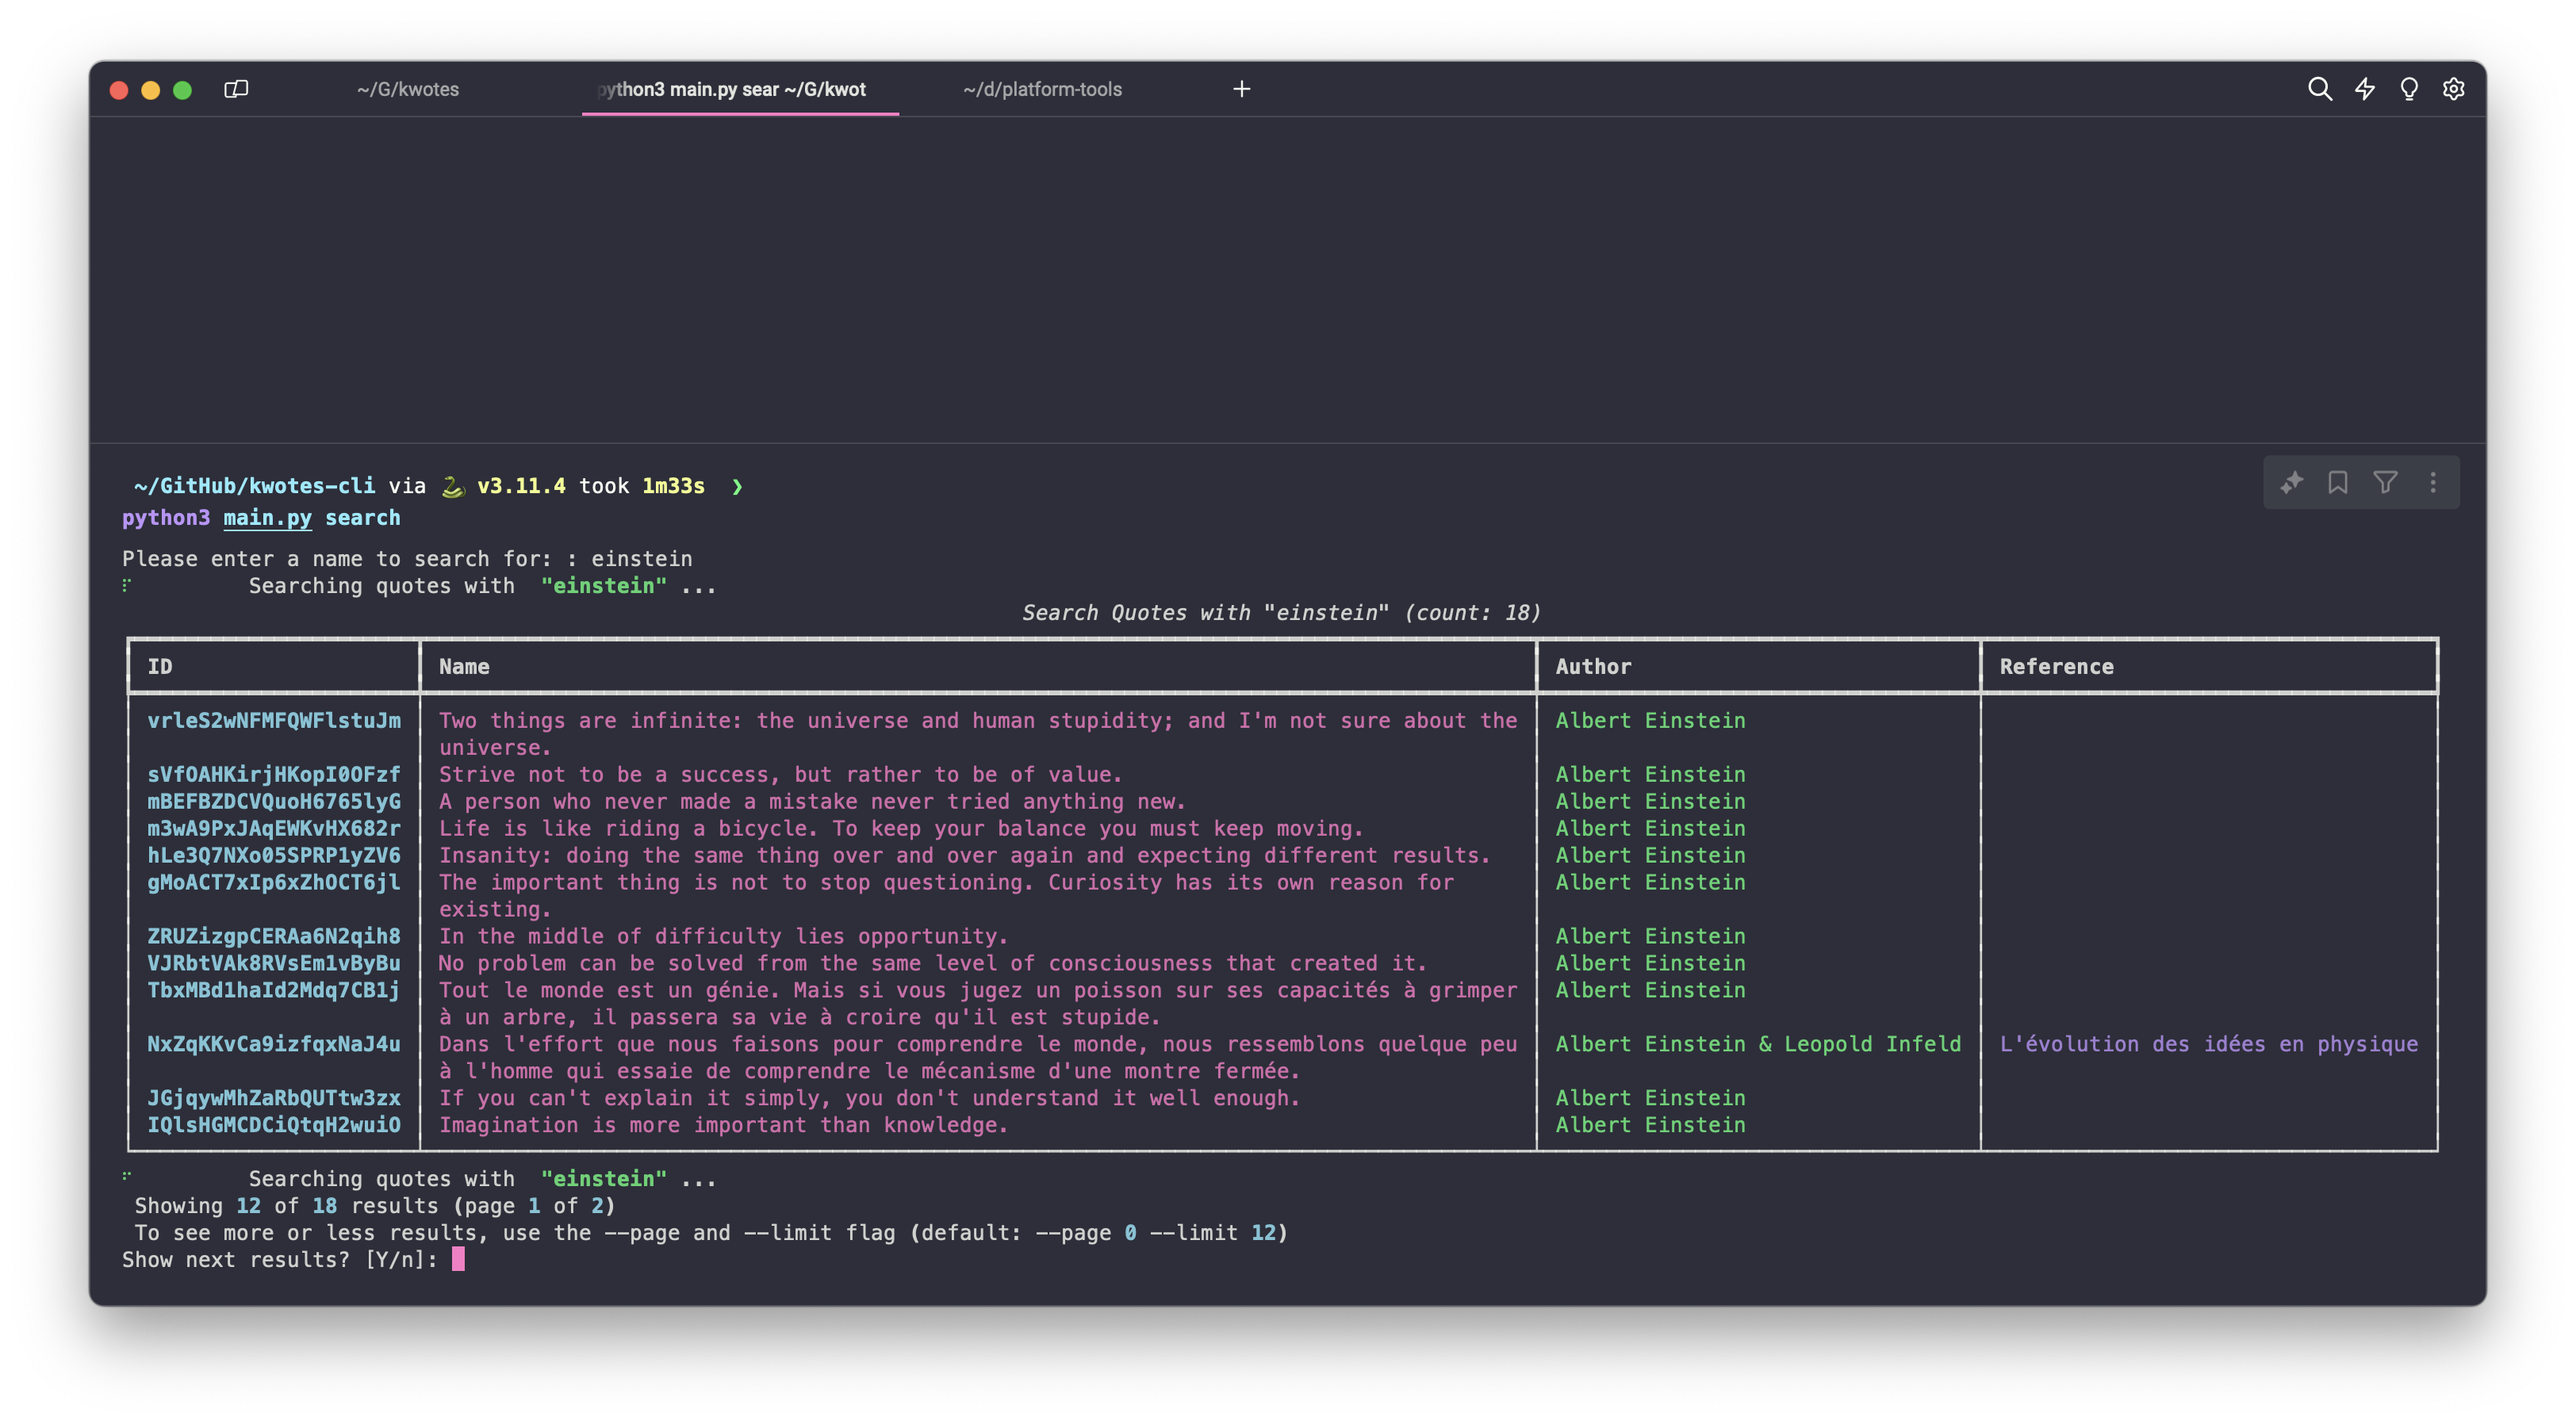 ~/G/kwotes python3 main.py sear ~/G/kwot ~/d/platform-tools +
~/GitHub/kwotes-cli via 🐍 v3.11.4 took 1m33s ❯
python3 main.py search
Please enter a name to search for: : einstein
Searching quotes with "einstein" ...
Search Quotes with "einstein" (count: 18)
ID Name Author Reference
vrleS2wNFMFQWFlstuJm Two things are infinite: the universe and human stupidity; and I'm not sure about the Albert Einstein
universe.
sVfOAHKirjHKopI0OFzf Strive not to be a success, but rather to be of value. Albert Einstein
mBEFBZDCVQuoH6765lyG A person who never made a mistake never tried anything new. Albert Einstein
m3wA9PxJAqEWKvHX682r Life is like riding a bicycle. To keep your balance you must keep moving. Albert Einstein
hLe3Q7NXo05SPRP1yZV6 Insanity: doing the same thing over and over again and expecting different results. Albert Einstein
gMoACT7xIp6xZhOCT6jl The important thing is not to stop questioning. Curiosity has its own reason for Albert Einstein
existing.
ZRUZizgpCERAa6N2qih8 In the middle of difficulty lies opportunity. Albert Einstein
VJRbtVAk8RVsEm1vByBu No problem can be solved from the same level of consciousness that created it. Albert Einstein
TbxMBd1haId2Mdq7CB1j Tout le monde est un génie. Mais si vous jugez un poisson sur ses capacités à grimper Albert Einstein
à un arbre, il passera sa vie à croire qu'il est stupide.
NxZqKKvCa9izfqxNaJ4u Dans l'effort que nous faisons pour comprendre le monde, nous ressemblons quelque peu Albert Einstein & Leopold Infeld L'évolution des idées en physique
à l'homme qui essaie de comprendre le mécanisme d'une montre fermée.
JGjqywMhZaRbQUTtw3zx If you can't explain it simply, you don't understand it well enough. Albert Einstein
IQlsHGMCDCiQtqH2wuiO Imagination is more important than knowledge. Albert Einstein
Searching quotes with "einstein" ...
Showing 12 of 18 results (page 1 of 2)
To see more or less results, use the --page and --limit flag (default: --page 0 --limit 12)
Show next results? [Y/n]: